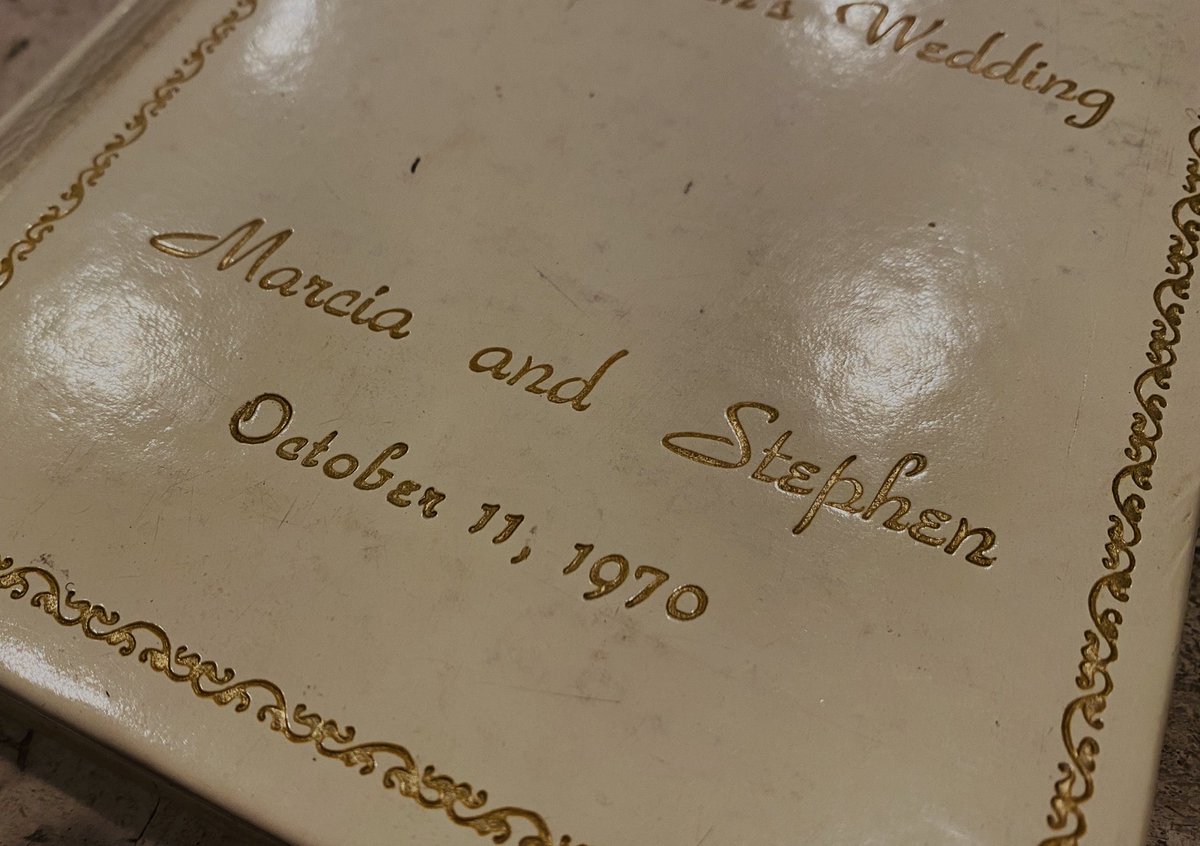 Wedding
Marcia and Stephen
October 11, 1970